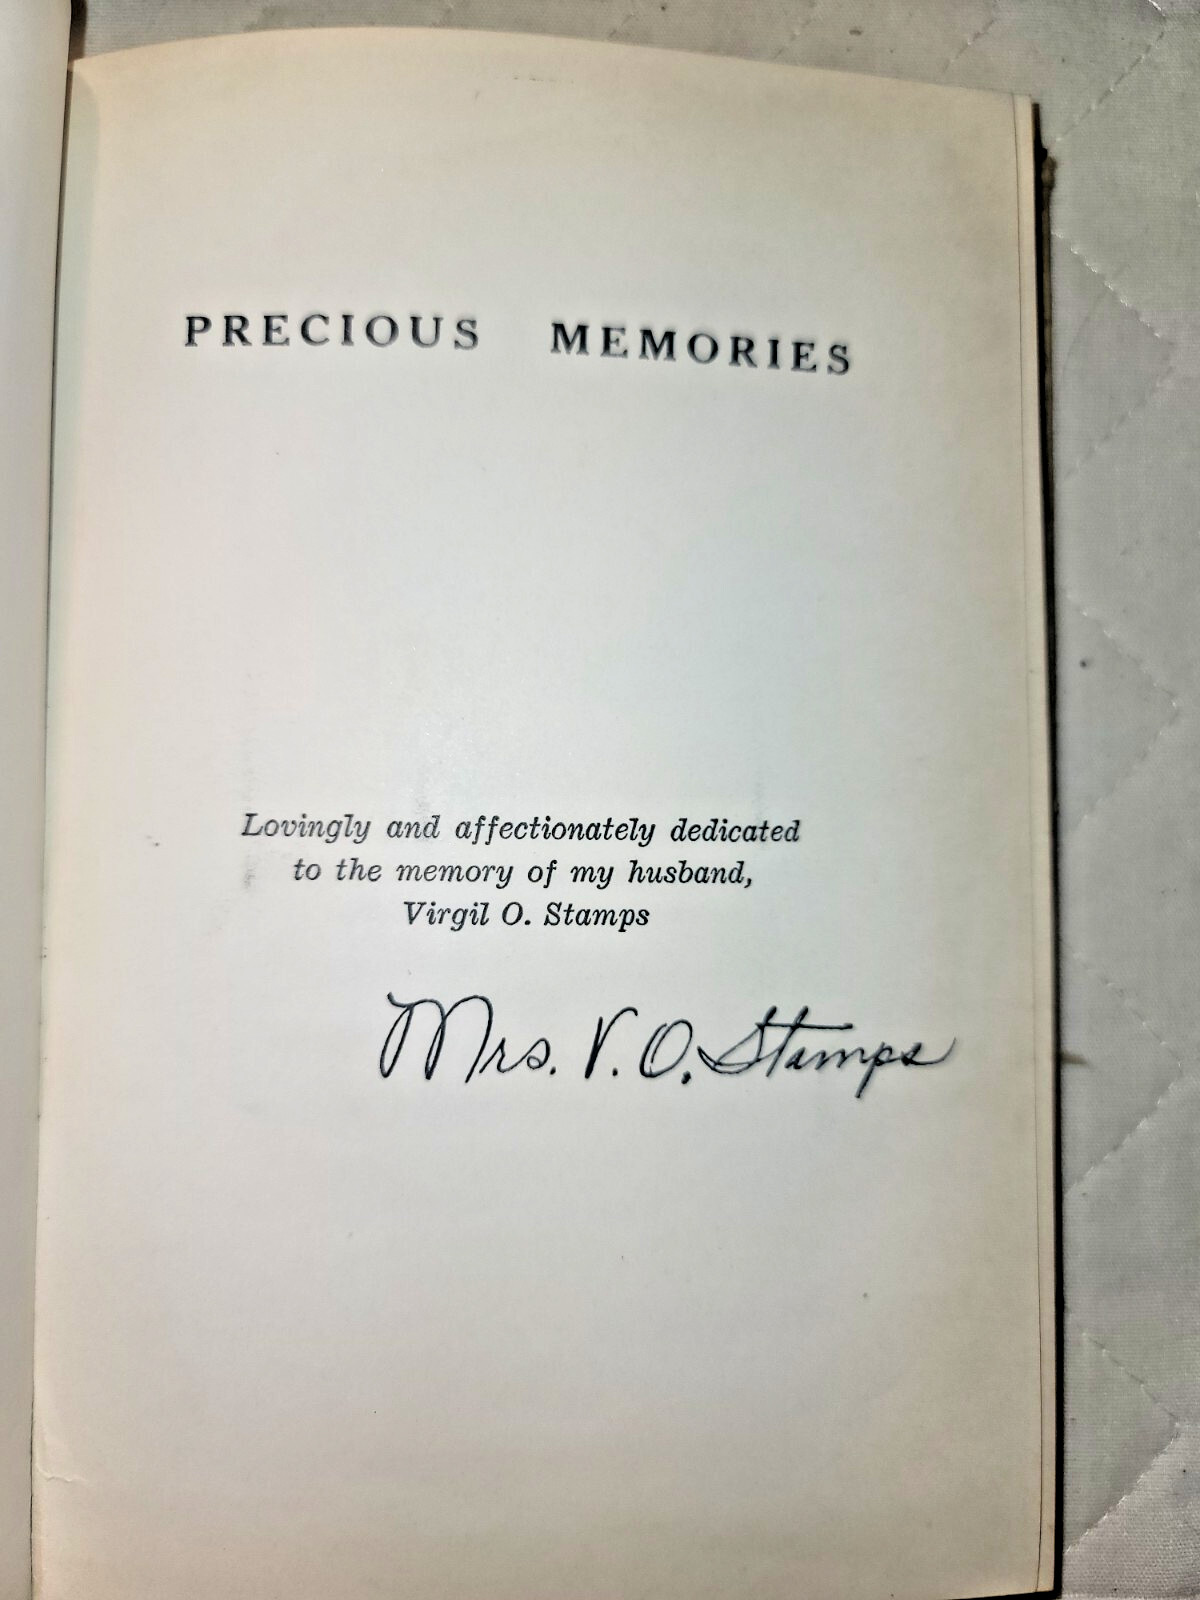 PRECIOUS MEMORIES
Lovingly and affectionately dedicated
to the memory of my husband,
Virgil O. Stamps
Mrs. V. O. Stamps